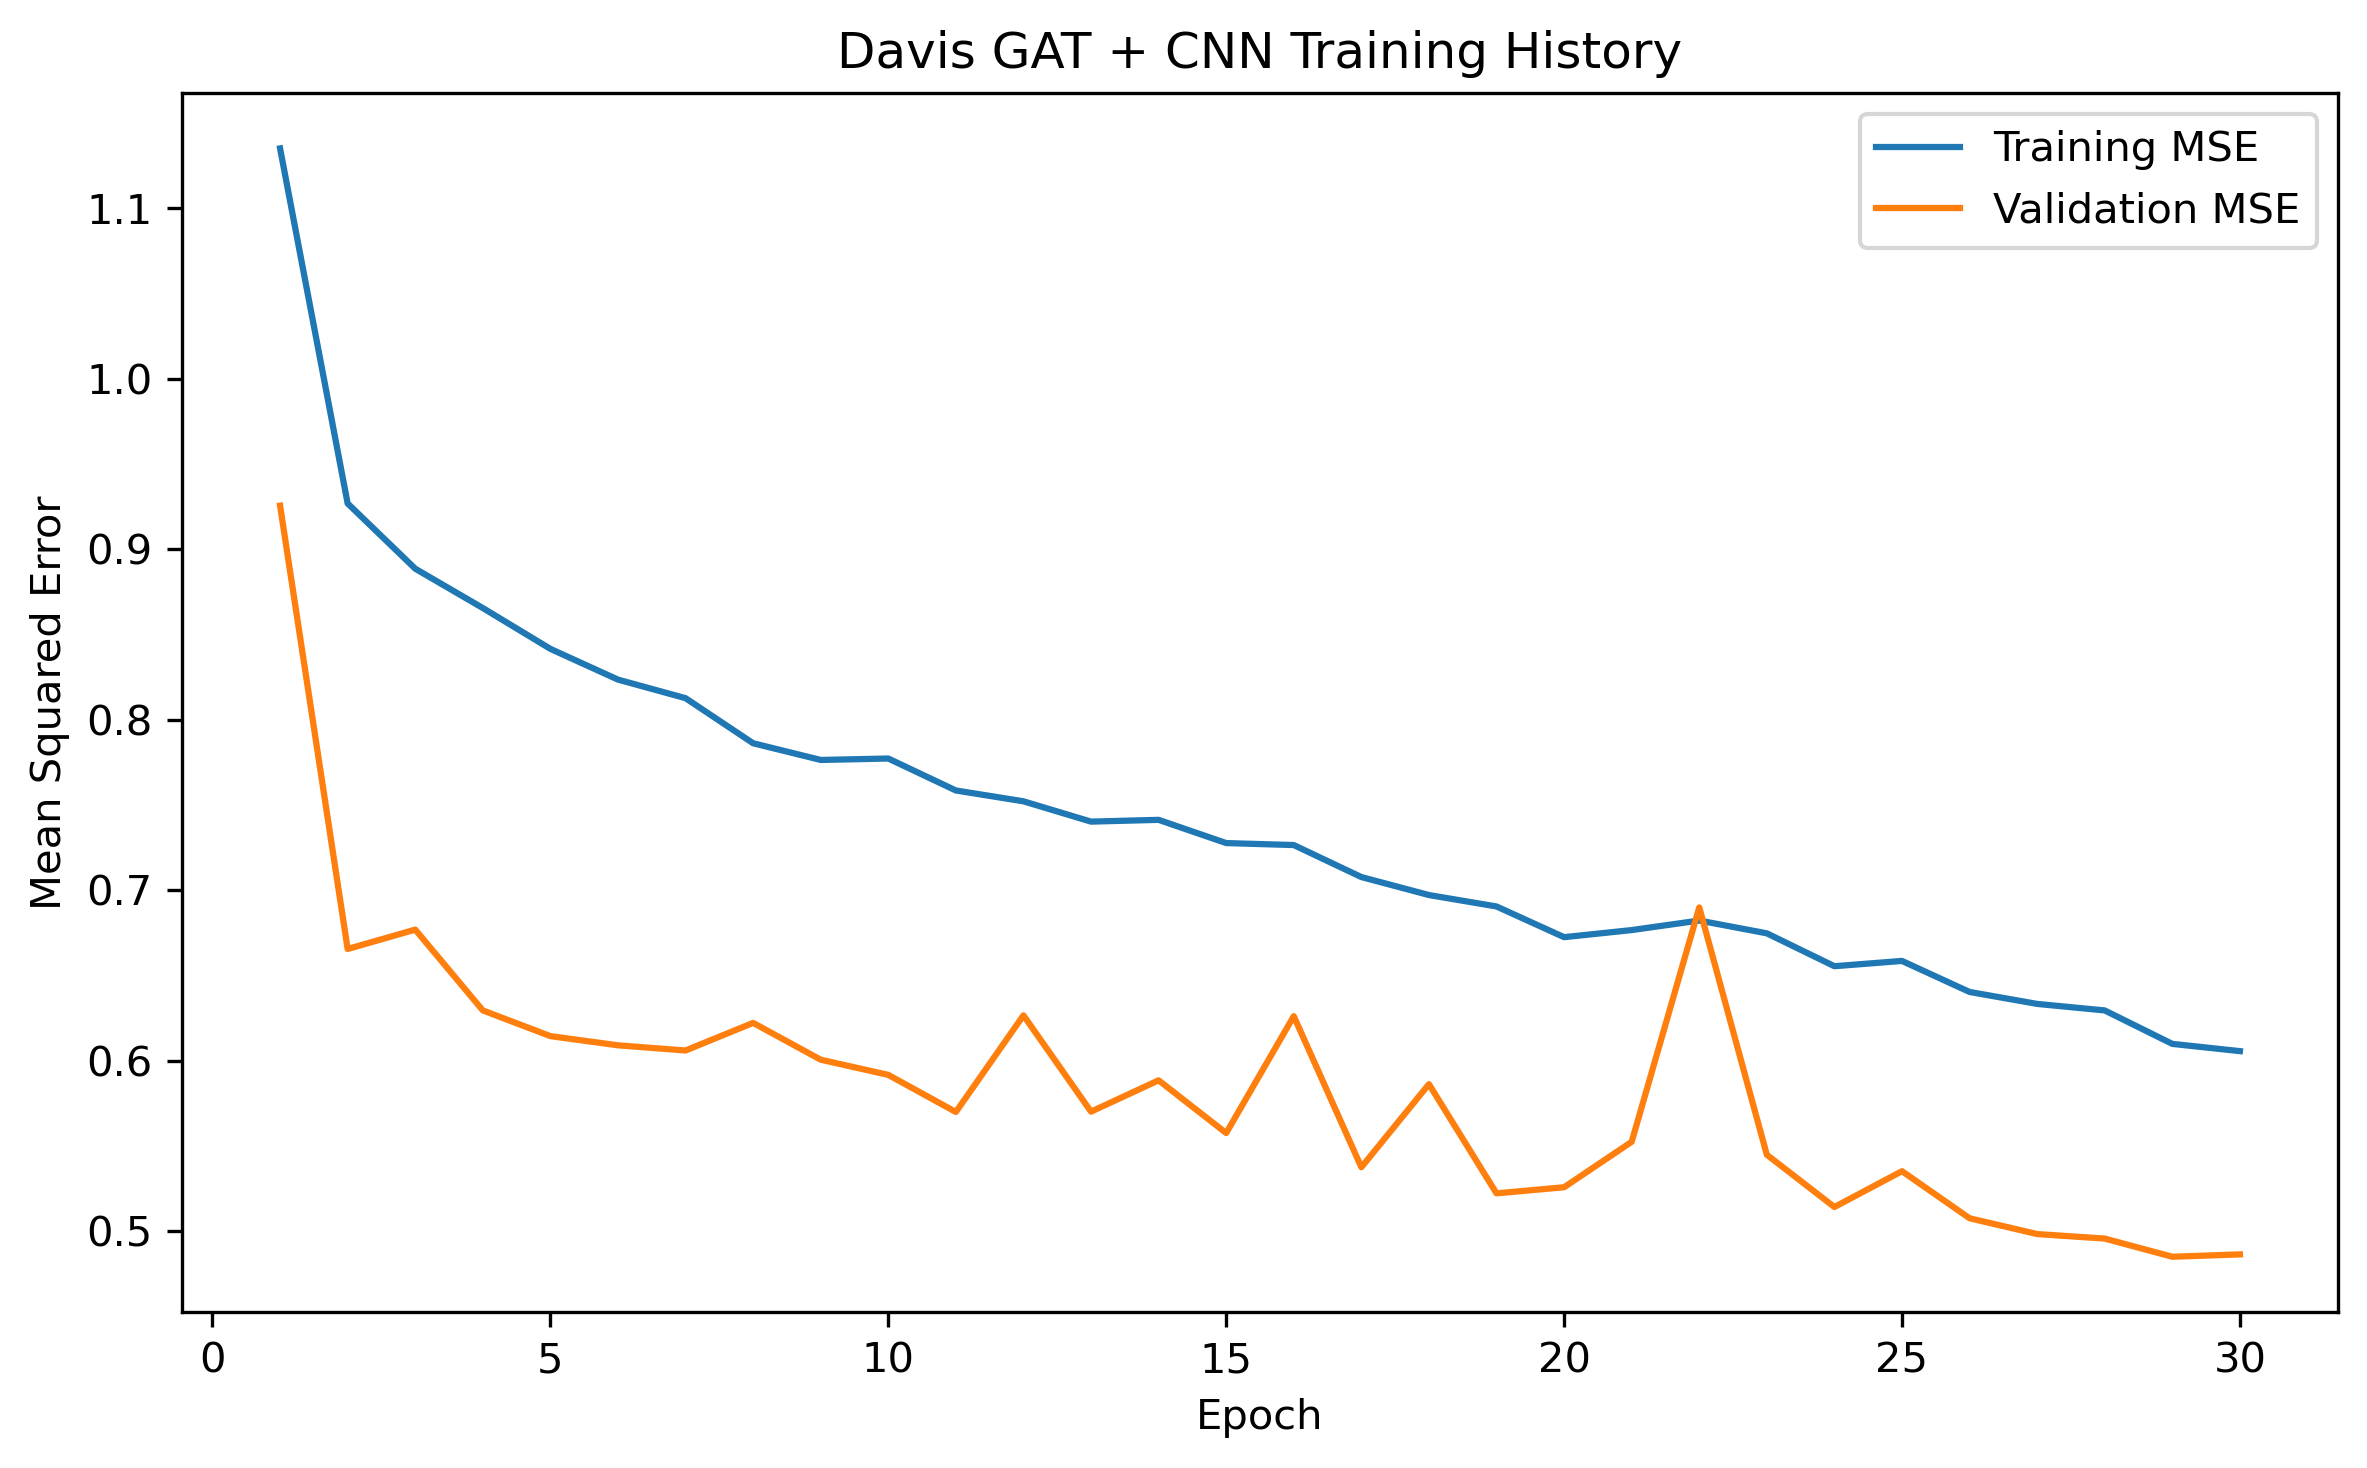 Davis GAT + CNN Training History
Training MSE
Validation MSE
Mean Squared Error
1.1
1.0
0.9
0.8
0.7
0.6
0.5
0 5 10 15 20 25 30
Epoch